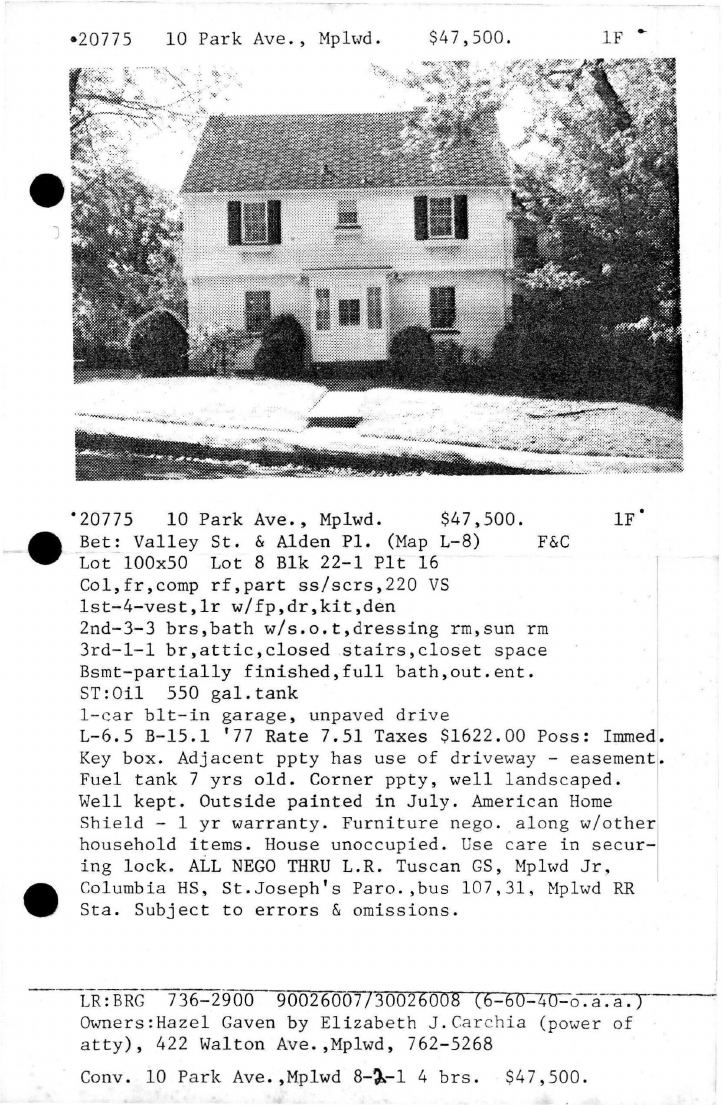 •20775 10 Park Ave., Mplwd. $47,500. 1F
•20775 10 Park Ave., Mplwd. $47,500. 1F
Bet: Valley St. & Alden Pl. (Map L-8) F&C
Lot 100x50 Lot 8 Blk 22-1 Plt 16
Col,fr,comp rf,part ss/scrs,220 VS
1st-4-vest,lr w/fp,dr,kit,den
2nd-3-3 brs,bath w/s.o.t,dressing rm,sun rm
3rd-1-1 br,attic,closed stairs,closet space
Bsmt-partially finished,full bath,out.ent.
ST:Oil 550 gal.tank
1-car blt-in garage, unpaved drive
L-6.5 B-15.1 '77 Rate 7.51 Taxes $1622.00 Poss: Immed.
Key box. Adjacent ppty has use of driveway - easement.
Fuel tank 7 yrs old. Corner ppty, well landscaped.
Well kept. Outside painted in July. American Home
Shield - 1 yr warranty. Furniture nego. along w/other
household items. House unoccupied. Use care in secur-
ing lock. ALL NEGO THRU L.R. Tuscan GS, Mplwd Jr,
Columbia HS, St.Joseph's Paro.,bus 107,31, Mplwd RR
Sta. Subject to errors & omissions.
LR:BRG 736-2900 90026007/30026008 (6-60-40-o.a.a.)
Owners:Hazel Gaven by Elizabeth J.Carchia (power of
atty), 422 Walton Ave.,Mplwd, 762-5268
Conv. 10 Park Ave.,Mplwd 8-2-1 4 brs. $47,500.